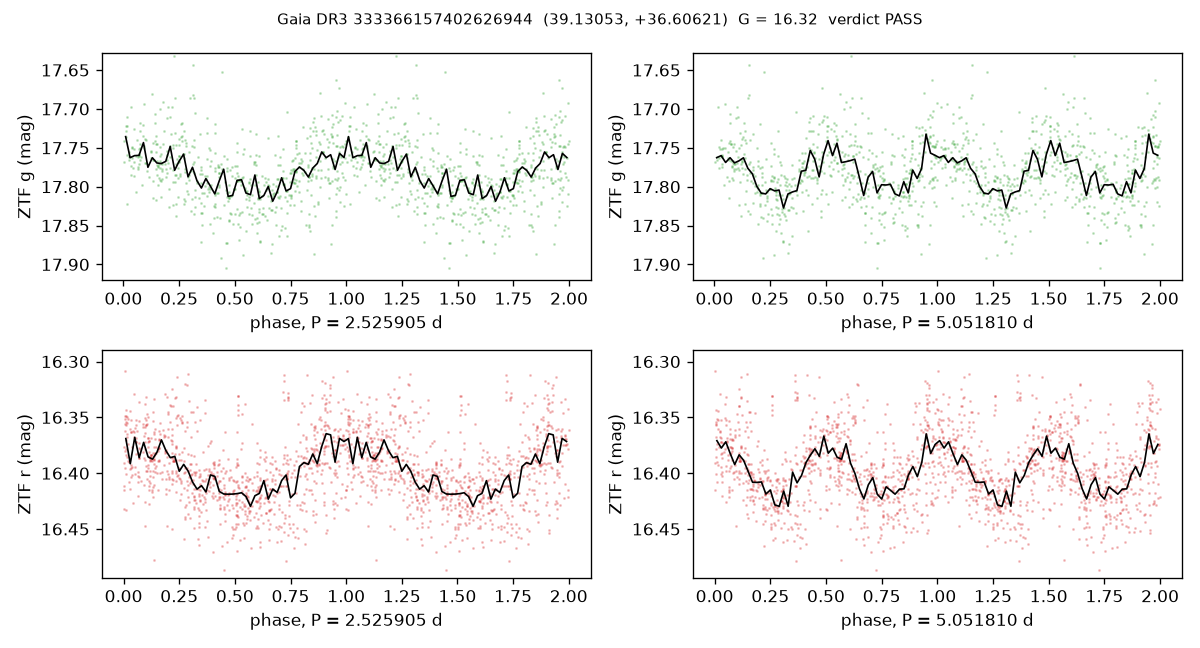 Gaia DR3 333366157402626944 (39.13053, +36.60621) G = 16.32 verdict PASS
ZTF g (mag)
17.65
17.70
17.75
17.80
17.85
17.90
0.00 0.25 0.50 0.75 1.00 1.25 1.50 1.75 2.00
phase, P = 2.525905 d
ZTF g (mag)
17.65
17.70
17.75
17.80
17.85
17.90
0.00 0.25 0.50 0.75 1.00 1.25 1.50 1.75 2.00
phase, P = 5.051810 d
ZTF r (mag)
16.30
16.35
16.40
16.45
0.00 0.25 0.50 0.75 1.00 1.25 1.50 1.75 2.00
phase, P = 2.525905 d
ZTF r (mag)
16.30
16.35
16.40
16.45
0.00 0.25 0.50 0.75 1.00 1.25 1.50 1.75 2.00
phase, P = 5.051810 d